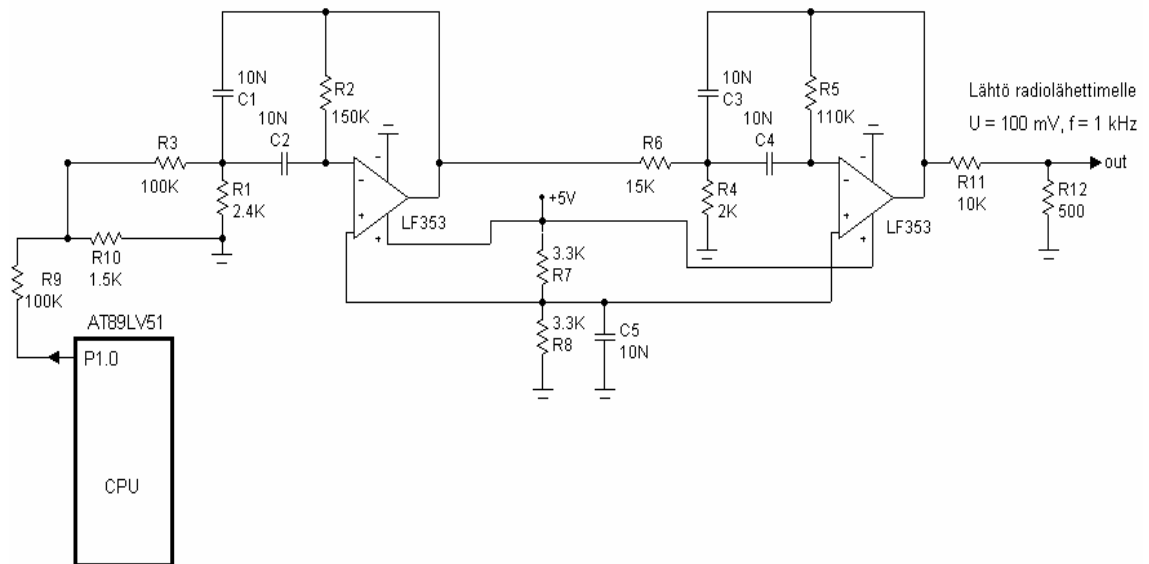 10N
C1
R2
150K
10N
C2
R3
100K
R1
2.4K
LF353
R10
1.5K
R9
100K
AT89LV51
P1.0
CPU
+5V
3.3K
R7
3.3K
R8
C5
10N
R6
15K
10N
C3
R5
110K
10N
C4
R4
2K
LF353
Lähtö radiolähettimelle
U = 100 mV, f = 1 kHz
out
R11
10K
R12
500